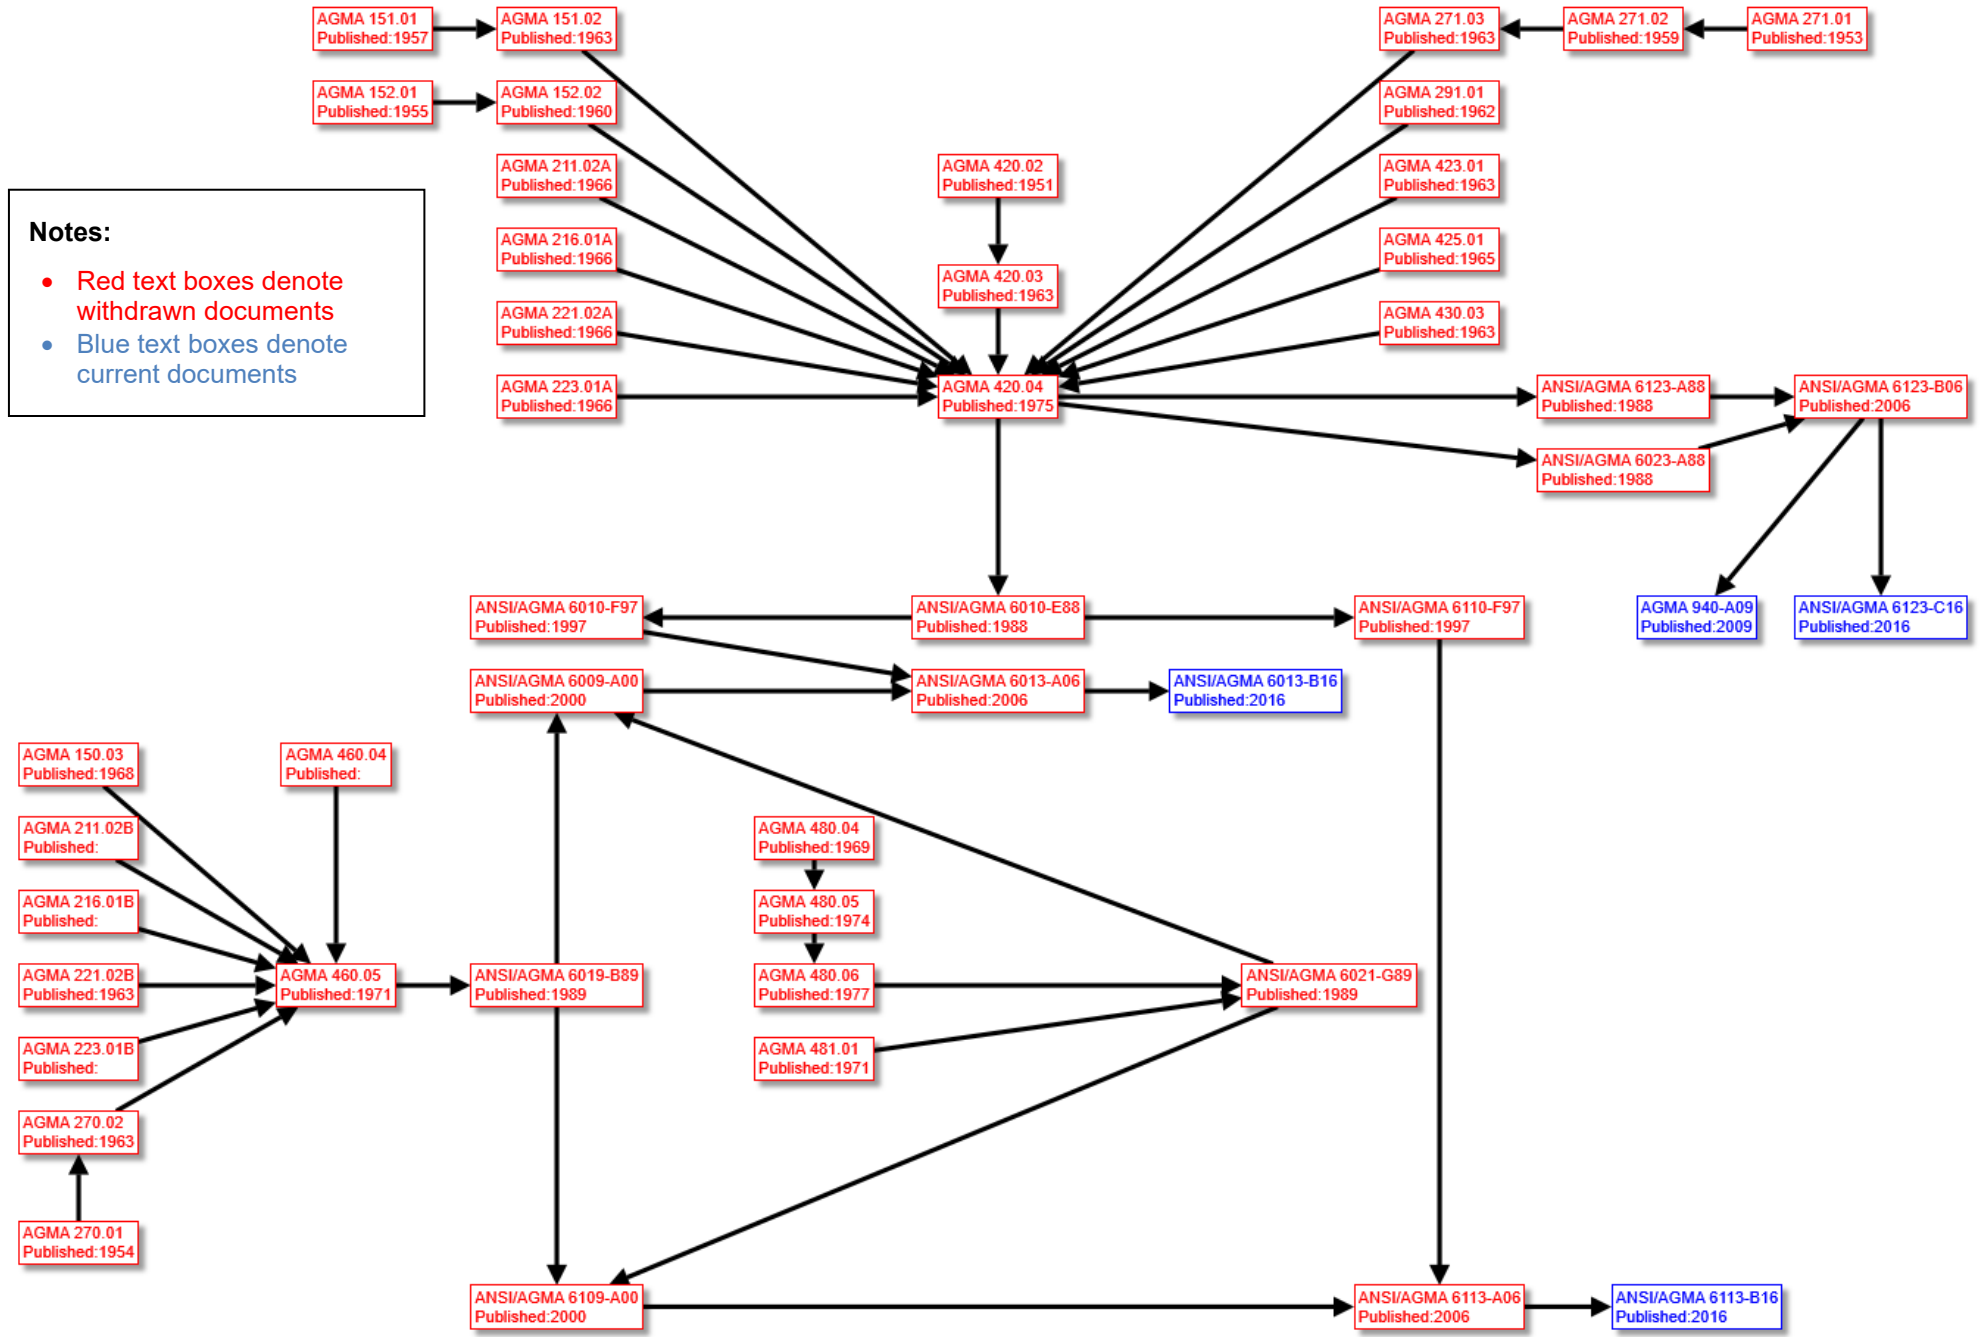 AGMA 151.01
Published:1957
AGMA 151.02
Published:1963
AGMA 271.03
Published:1963
AGMA 271.02
Published:1959
AGMA 271.01
Published:1953
AGMA 152.01
Published:1955
AGMA 152.02
Published:1960
AGMA 291.01
Published:1962
AGMA 211.02A
Published:1966
AGMA 420.02
Published:1951
AGMA 423.01
Published:1963
Notes:
• Red text boxes denote
withdrawn documents
• Blue text boxes denote
current documents
AGMA 216.01A
Published:1966
AGMA 425.01
Published:1965
AGMA 420.03
Published:1963
AGMA 221.02A
Published:1966
AGMA 430.03
Published:1963
AGMA 223.01A
Published:1966
AGMA 420.04
Published:1975
ANSI/AGMA 6123-A88
Published:1988
ANSI/AGMA 6123-B06
Published:2006
ANSI/AGMA 6023-A88
Published:1988
ANSI/AGMA 6010-F97
Published:1997
ANSI/AGMA 6010-E88
Published:1988
ANSI/AGMA 6110-F97
Published:1997
AGMA 940-A09
Published:2009
ANSI/AGMA 6123-C16
Published:2016
ANSI/AGMA 6009-A00
Published:2000
ANSI/AGMA 6013-A06
Published:2006
ANSI/AGMA 6013-B16
Published:2016
AGMA 150.03
Published:1968
AGMA 460.04
Published:
AGMA 211.02B
Published:
AGMA 480.04
Published:1969
AGMA 216.01B
Published:
AGMA 480.05
Published:1974
AGMA 221.02B
Published:1963
AGMA 460.05
Published:1971
ANSI/AGMA 6019-B89
Published:1989
AGMA 480.06
Published:1977
ANSI/AGMA 6021-G89
Published:1989
AGMA 223.01B
Published:
AGMA 481.01
Published:1971
AGMA 270.02
Published:1963
AGMA 270.01
Published:1954
ANSI/AGMA 6109-A00
Published:2000
ANSI/AGMA 6113-A06
Published:2006
ANSI/AGMA 6113-B16
Published:2016